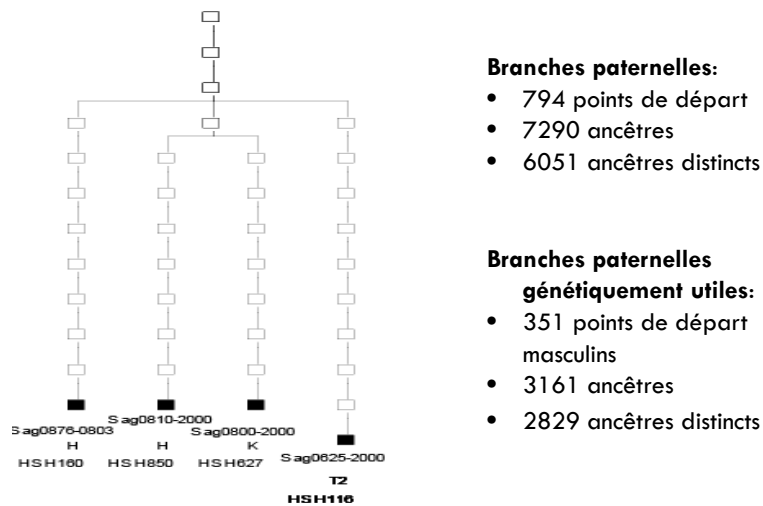 Branches paternelles:
• 794 points de départ
• 7290 ancêtres
• 6051 ancêtres distincts
Branches paternelles
génétiquement utiles:
• 351 points de départ
masculins
• 3161 ancêtres
• 2829 ancêtres distincts
Sag0876-0803
H
HSH160
Sag0810-2000
H
HSH850
Sag0800-2000
K
HSH627
Sag0625-2000
T2
HSH116